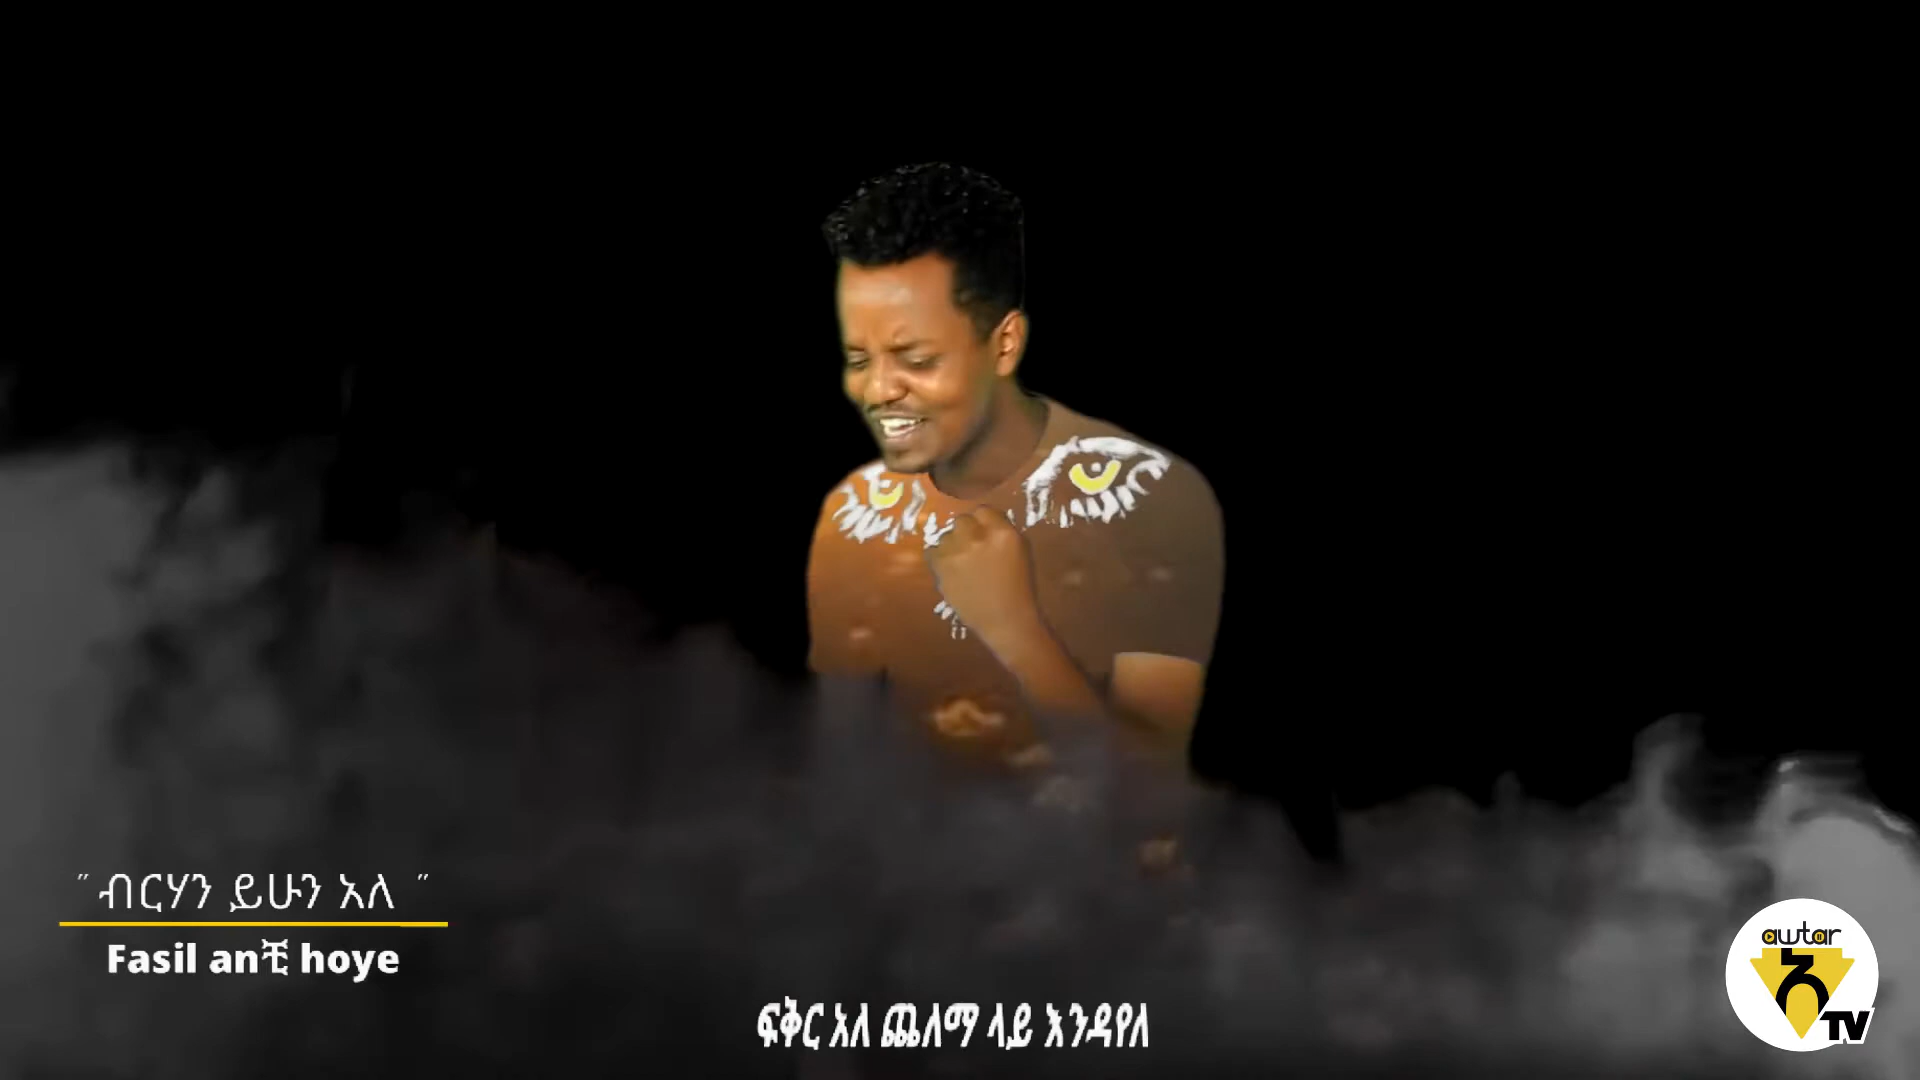 " ብርሃን ይሁን አለ "
Fasil anቺ hoye
ፍቅር አለ ጨለማ ላይ እንዳየለ
awtar
አ
TV